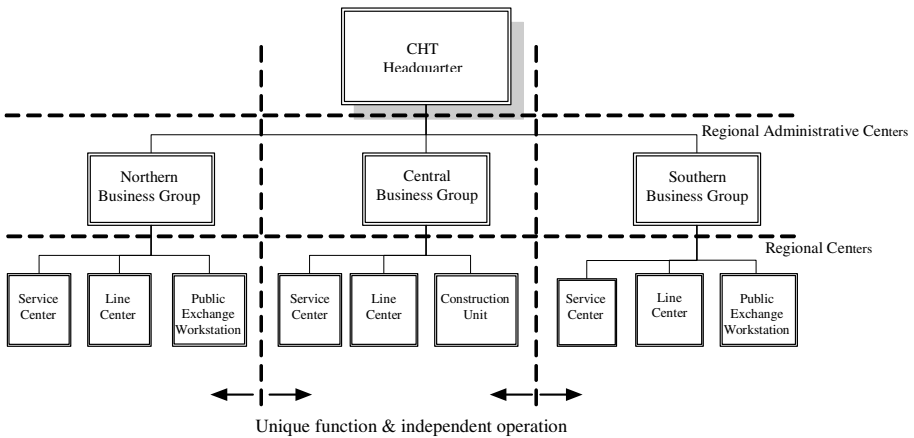 CHT
Headquarter
Regional Administrative Centers
Northern
Business Group
Central
Business Group
Southern
Business Group
Regional Centers
Service
Center
Line
Center
Public
Exchange
Workstation
Service
Center
Line
Center
Construction
Unit
Service
Center
Line
Center
Public
Exchange
Workstation
Unique function & independent operation